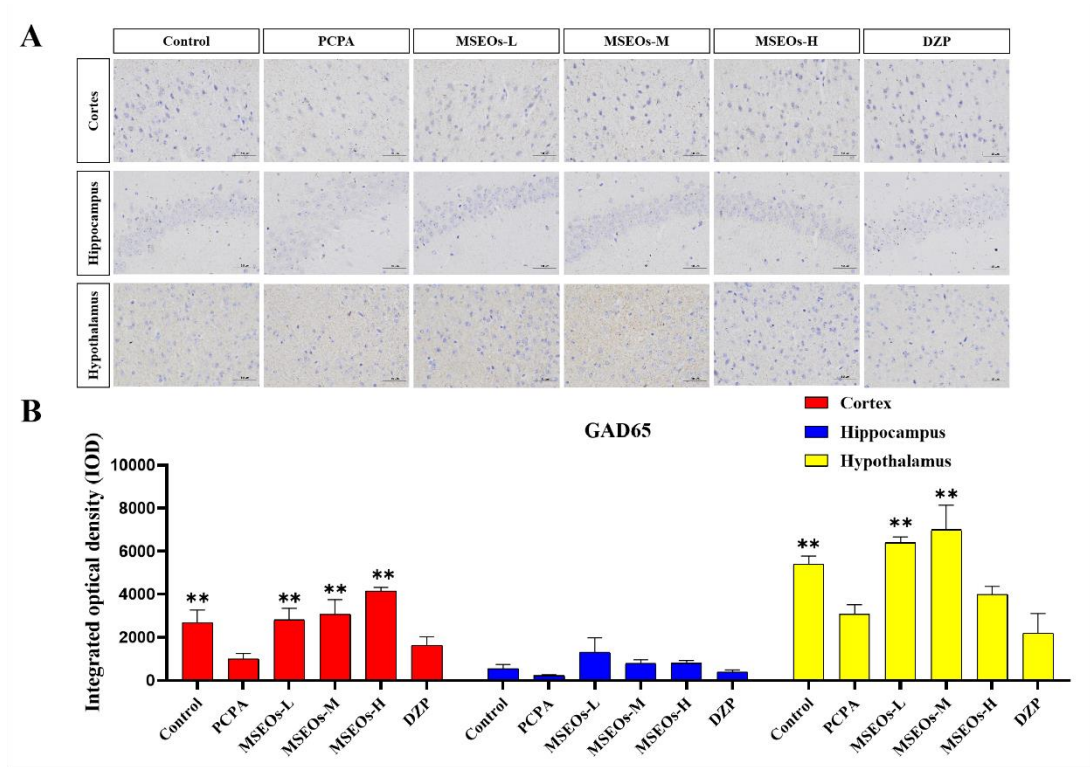 A
Control PCPA MSEOs-L MSEOs-M MSEOs-H DZP
Cortes
Hippocampus
Hypothalamus
B
Cortex
Hippocampus
Hypothalamus
GAD65
Integrated optical density (IOD)
10000
8000
6000
4000
2000
0
** ** ** ** ** ** **
Control PCPA MSEOs-L MSEOs-M MSEOs-H DZP Control PCPA MSEOs-L MSEOs-M MSEOs-H DZP Control PCPA MSEOs-L MSEOs-M MSEOs-H DZP